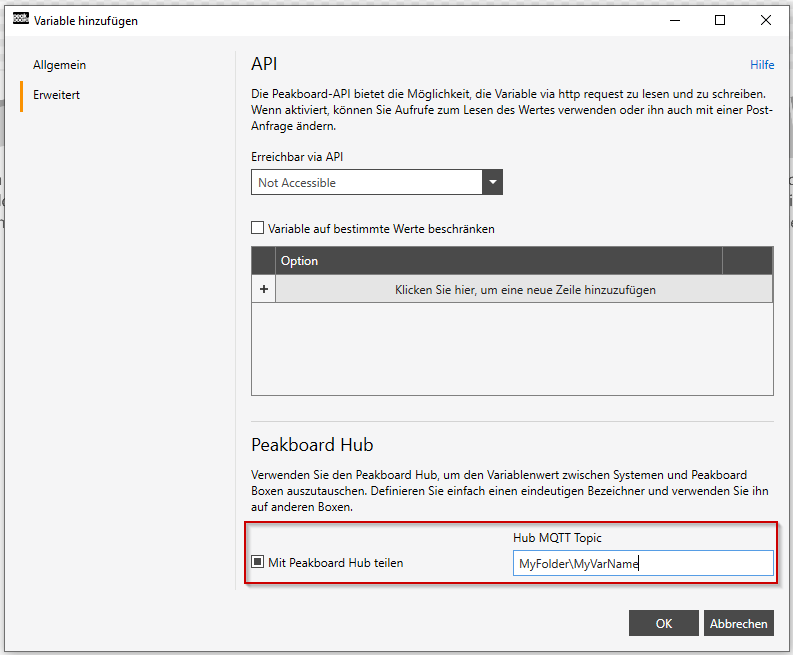 peak
board
Variable hinzufügen
Allgemein
Erweitert
API
Hilfe
Die Peakboard-API bietet die Möglichkeit, die Variable via http request zu lesen und zu schreiben.
Wenn aktiviert, können Sie Aufrufe zum Lesen des Wertes verwenden oder ihn auch mit einer Post-
Anfrage ändern.
Erreichbar via API
Not Accessible
Variable auf bestimmte Werte beschränken
Option
+ Klicken Sie hier, um eine neue Zeile hinzuzufügen
Peakboard Hub
Verwenden Sie den Peakboard Hub, um den Variablenwert zwischen Systemen und Peakboard
Boxen auszutauschen. Definieren Sie einfach einen eindeutigen Bezeichner und verwenden Sie ihn
auf anderen Boxen.
Hub MQTT Topic
Mit Peakboard Hub teilen
MyFolder\MyVarName
OK
Abbrechen